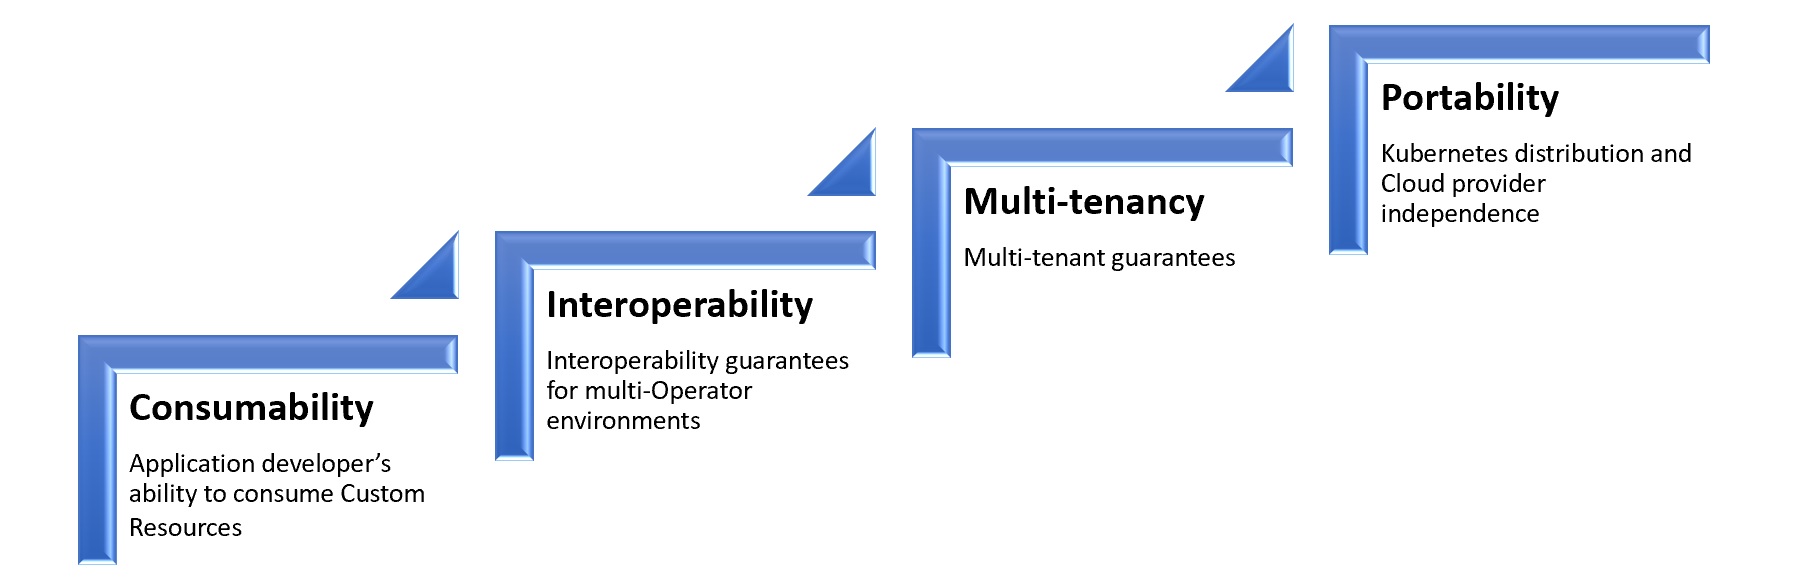 Consumability
Application developer’s
ability to consume Custom
Resources
Interoperability
Interoperability guarantees
for multi-Operator
environments
Multi-tenancy
Multi-tenant guarantees
Portability
Kubernetes distribution and
Cloud provider
independence